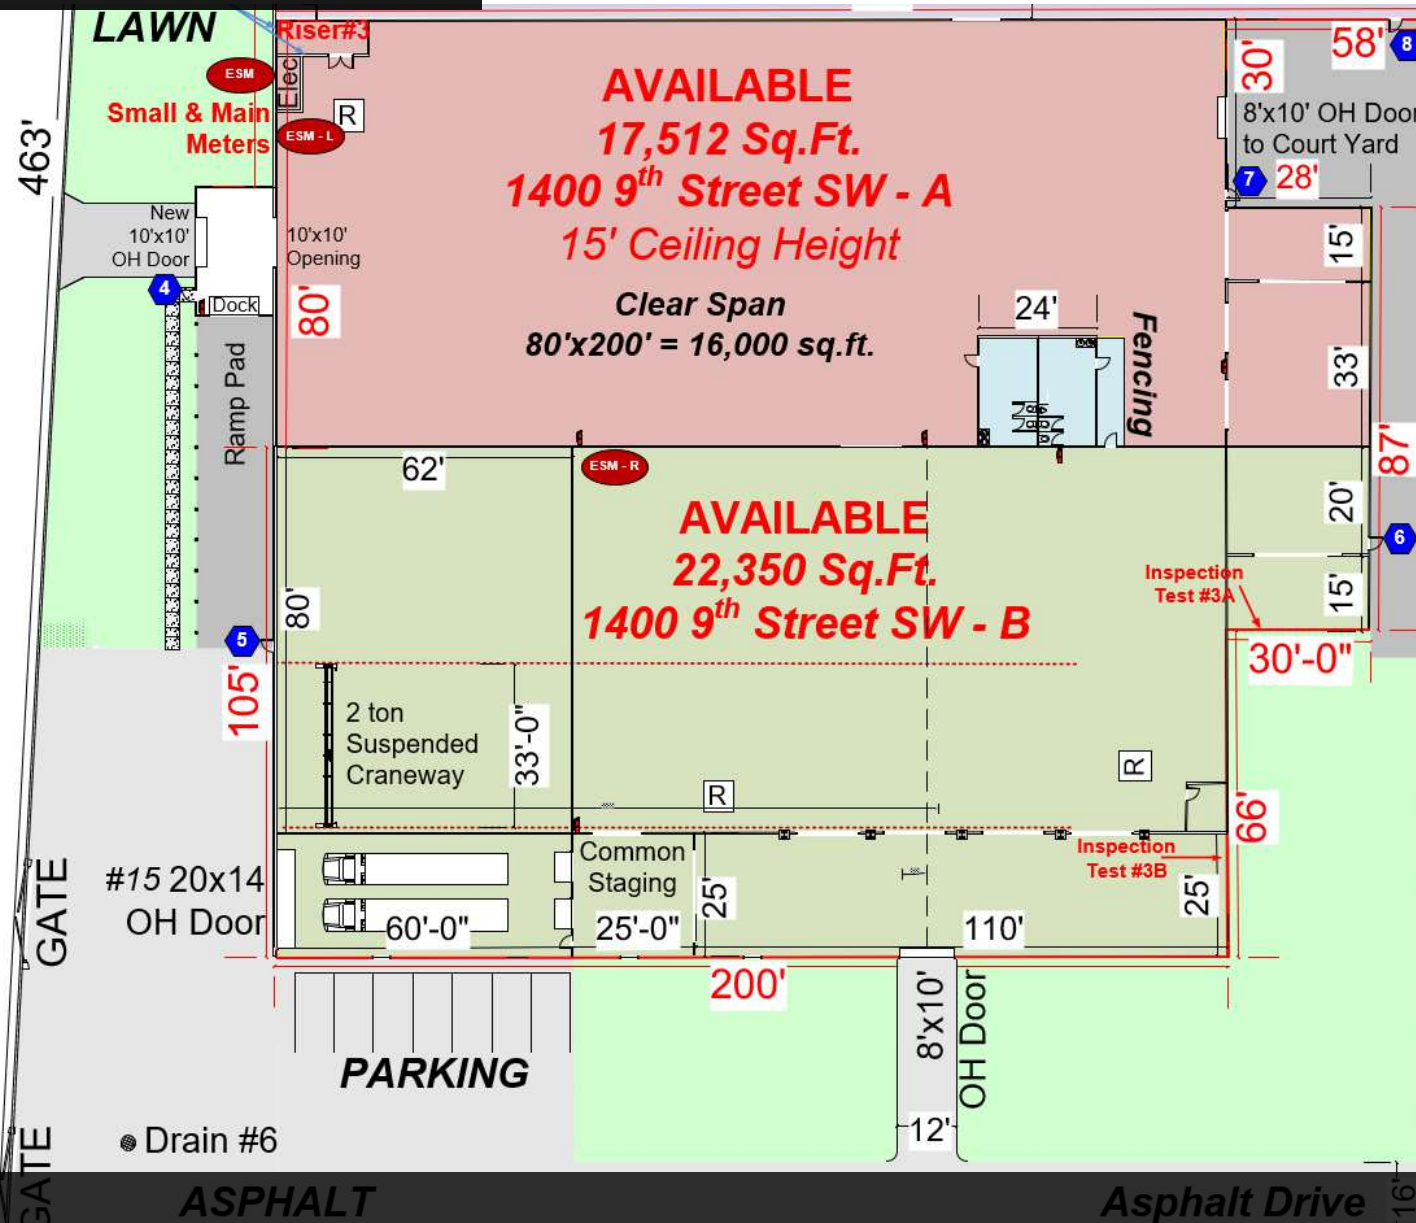 LAWN
Riser#3
58'
8
ESM
Elec
30'
AVAILABLE
Small & Main
Meters
R
ESM - L
17,512 Sq.Ft.
8'x10' OH Door
to Court Yard
463'
1400 9th Street SW - A
7
28'
New
10'x10'
OH Door
10'x10'
Opening
15' Ceiling Height
15'
4
Dock
80'
Clear Span
80'x200' = 16,000 sq.ft.
24'
Fencing
33'
Ramp Pad
87'
62'
ESM - R
AVAILABLE
22,350 Sq.Ft.
1400 9th Street SW - B
20'
6
Inspection
Test #3A
15'
80'
5
30'-0"
105'
2 ton
Suspended
Craneway
33'-0"
R
R
66'
GATE
#15 20x14
OH Door
Common
Staging
Inspection
Test #3B
25'
25'
60'-0"
25'-0"
110'
200'
8'x10'
OH Door
PARKING
12'
Drain #6
GATE
ASPHALT
Asphalt Drive
16'